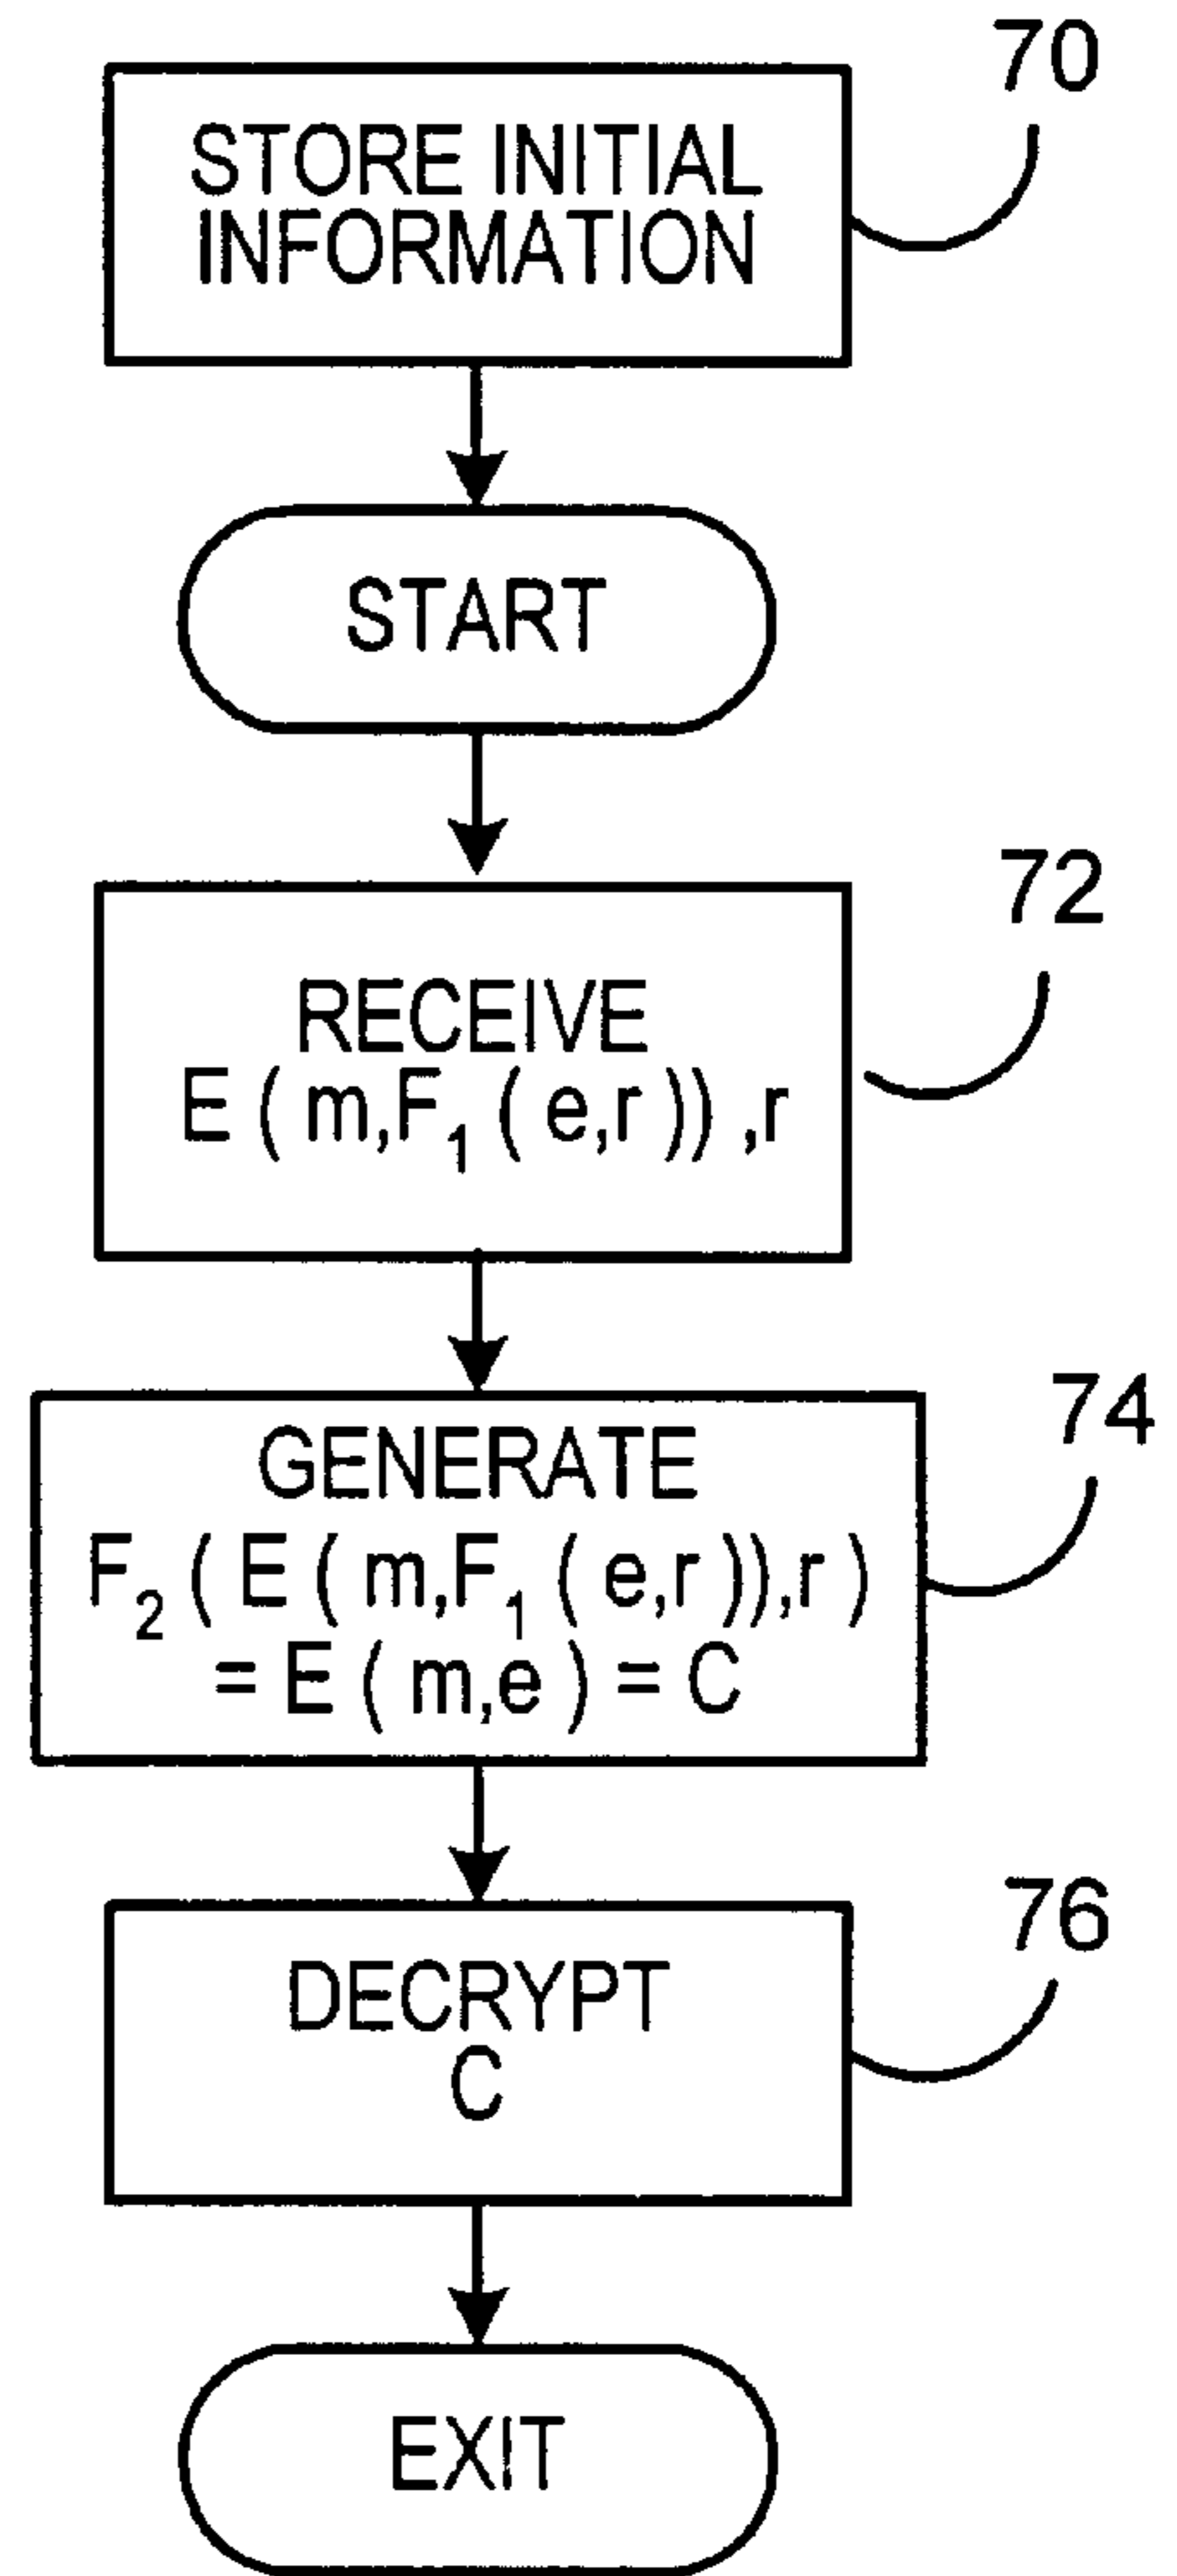 70
STORE INITIAL
INFORMATION
START
72
RECEIVE
E ( m,F₁ ( e,r )) ,r
74
GENERATE
F₂ ( E ( m,F₁ ( e,r )),r )
= E ( m,e ) = C
76
DECRYPT
C
EXIT